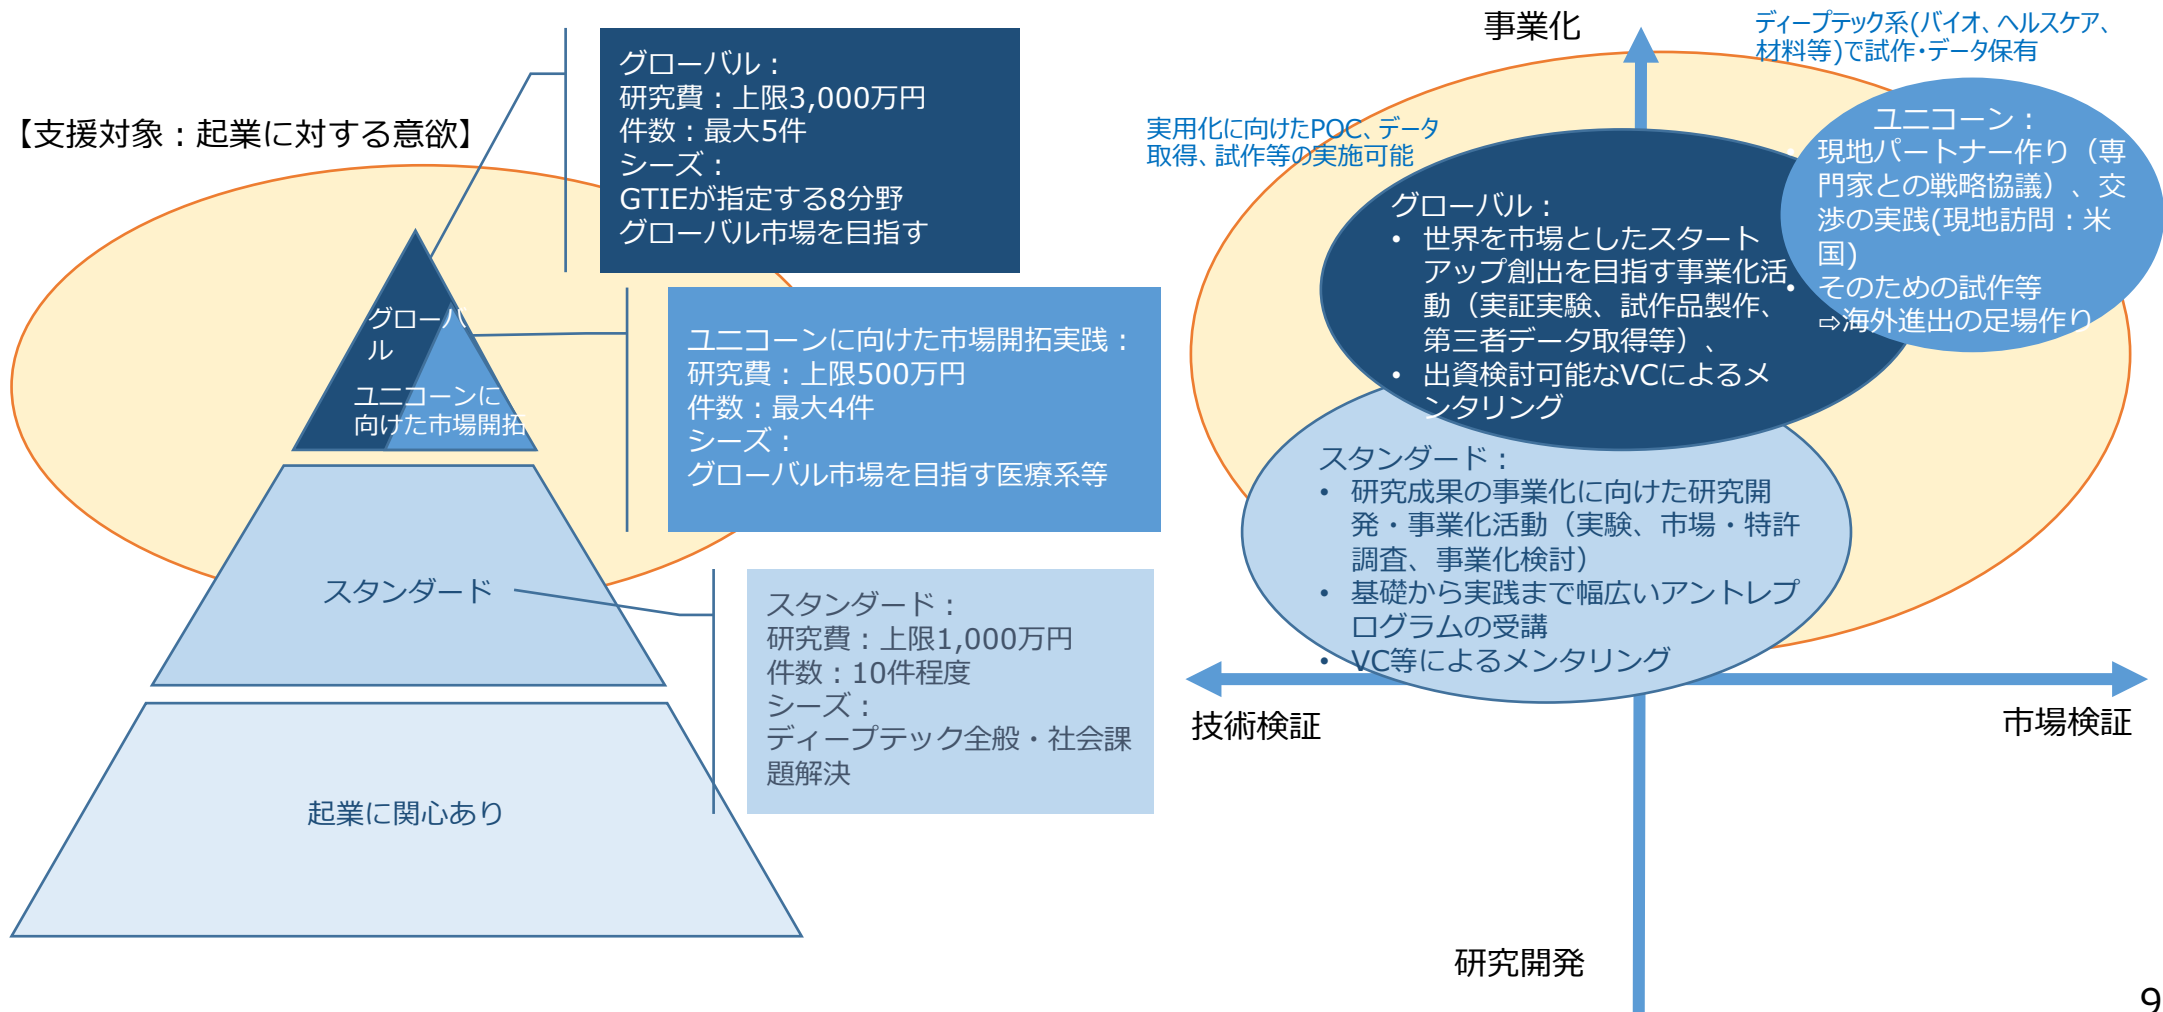 【支援対象：起業に対する意欲】
グローバル：
研究費：上限3,000万円
件数：最大5件
シーズ：
GTIEが指定する8分野
グローバル市場を目指す
グローバ
ル
ユニコーンに
向けた市場開拓
ユニコーンに向けた市場開拓実践：
研究費：上限500万円
件数：最大4件
シーズ：
グローバル市場を目指す医療系等
スタンダード
スタンダード：
研究費：上限1,000万円
件数：10件程度
シーズ：
ディープテック全般・社会課
題解決
起業に関心あり
事業化
ディープテック系(バイオ、ヘルスケア、
材料等)で試作・データ保有
実用化に向けたPOC、データ
取得、試作等の実施可能
ユニコーン：
• 現地パートナー作り（専
門家との戦略協議）、交
渉の実践(現地訪問：米
国)
• そのための試作等
⇨海外進出の足場作り
グローバル：
• 世界を市場としたスタート
アップ創出を目指す事業化活
動（実証実験、試作品製作、
第三者データ取得等）、
• 出資検討可能なVCによるメ
ンタリング
スタンダード：
• 研究成果の事業化に向けた研究開
発・事業化活動（実験、市場・特許
調査、事業化検討）
• 基礎から実践まで幅広いアントレプ
ログラムの受講
• VC等によるメンタリング
技術検証
市場検証
研究開発
9